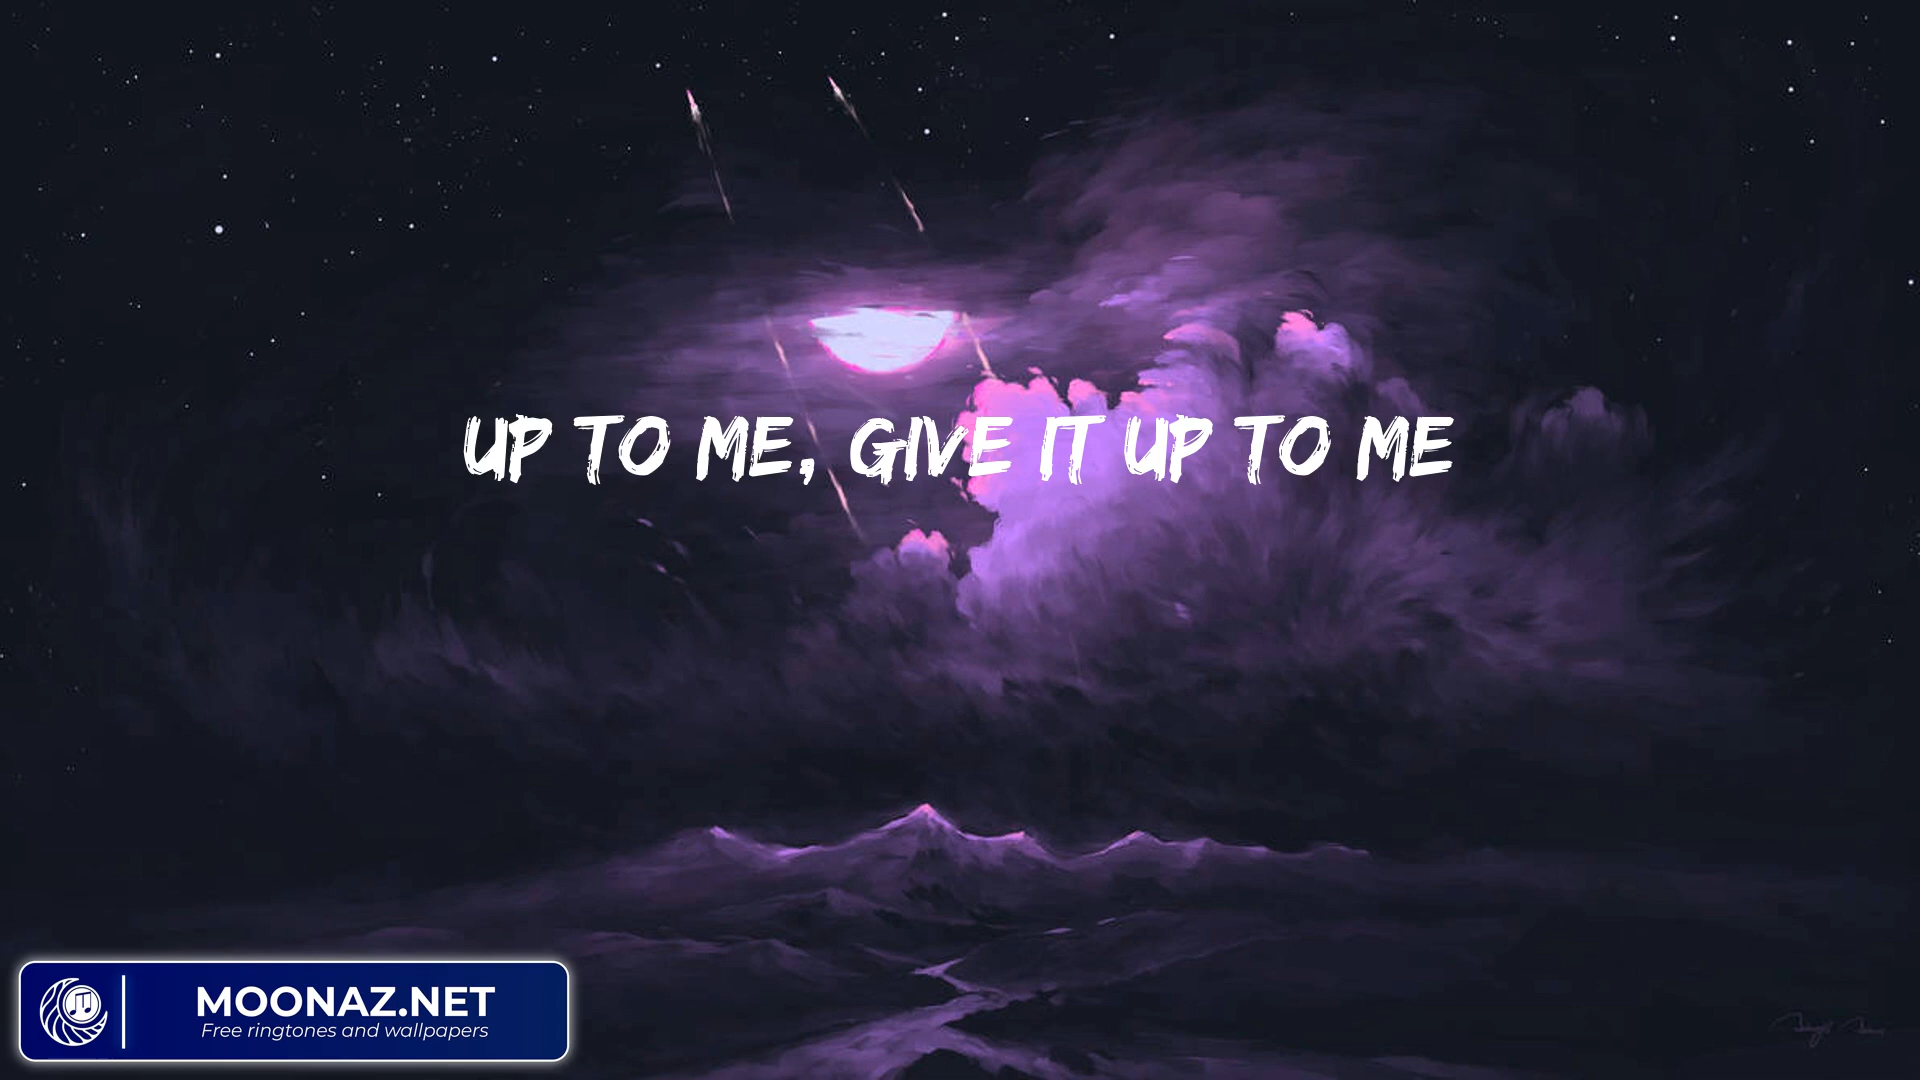 UP TO ME, GIVE IT UP TO ME
MOONAZ.NET
Free ringtones and wallpapers